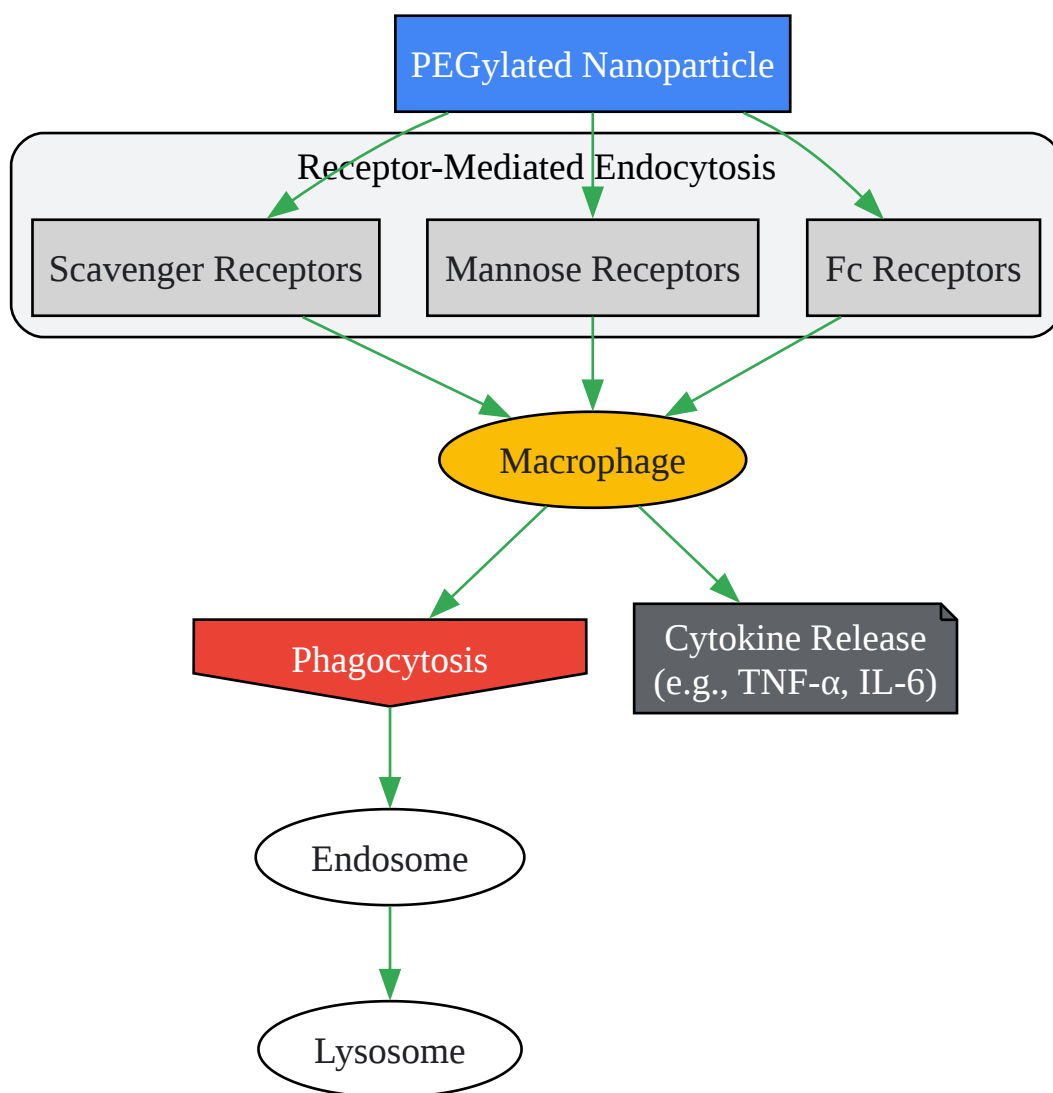 PEGylated Nanoparticle
Receptor-Mediated Endocytosis
Scavenger Receptors
Mannose Receptors
Fc Receptors
Macrophage
Phagocytosis
Cytokine Release
(e.g., TNF-α, IL-6)
Endosome
Lysosome